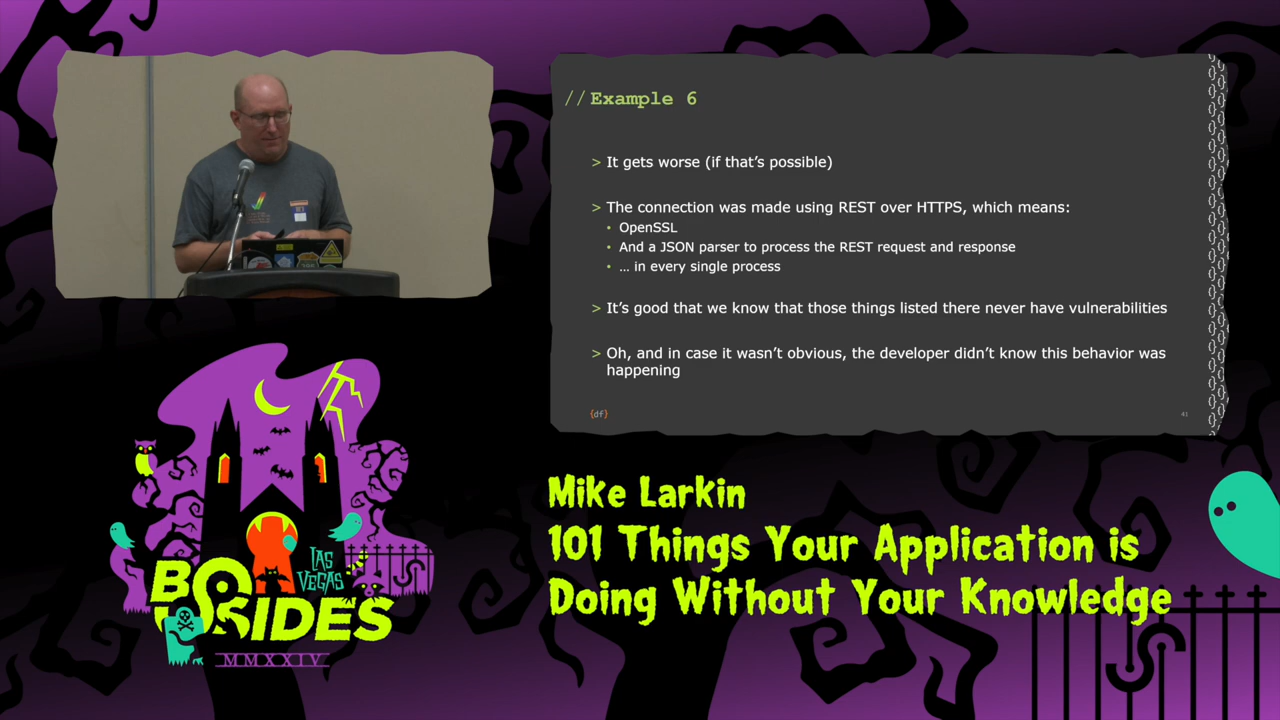 // Example 6
> It gets worse (if that's possible)
> The connection was made using REST over HTTPS, which means:
• OpenSSL
• And a JSON parser to process the REST request and response
• … in every single process
> It's good that we know that those things listed there never have vulnerabilities
> Oh, and in case it wasn't obvious, the developer didn't know this behavior was
happening
{df}
41
BSIDES
LAS
VEGAS
MMXXIV
Mike Larkin
101 Things Your Application is
Doing Without Your Knowledge